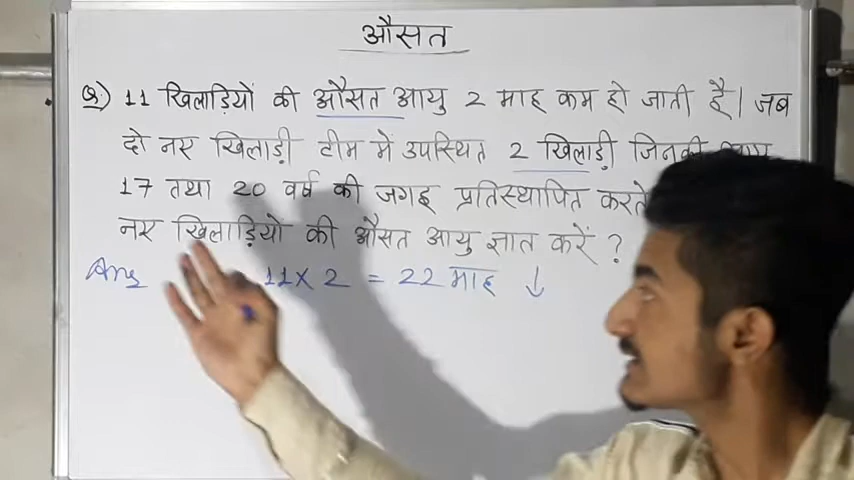 औसत
Q) 11 खिलाड़ियों की औसत आयु 2 माह कम हो जाती है। जब
दो नए खिलाड़ी टीम में उपस्थित 2 खिलाड़ी जिनकी
17 तथा 20 वर्ष की जगह प्रतिस्थापित करते
नए खिलाड़ियों की औसत आयु ज्ञात करें ?
Ans 11 x 2 = 22 माह ↓